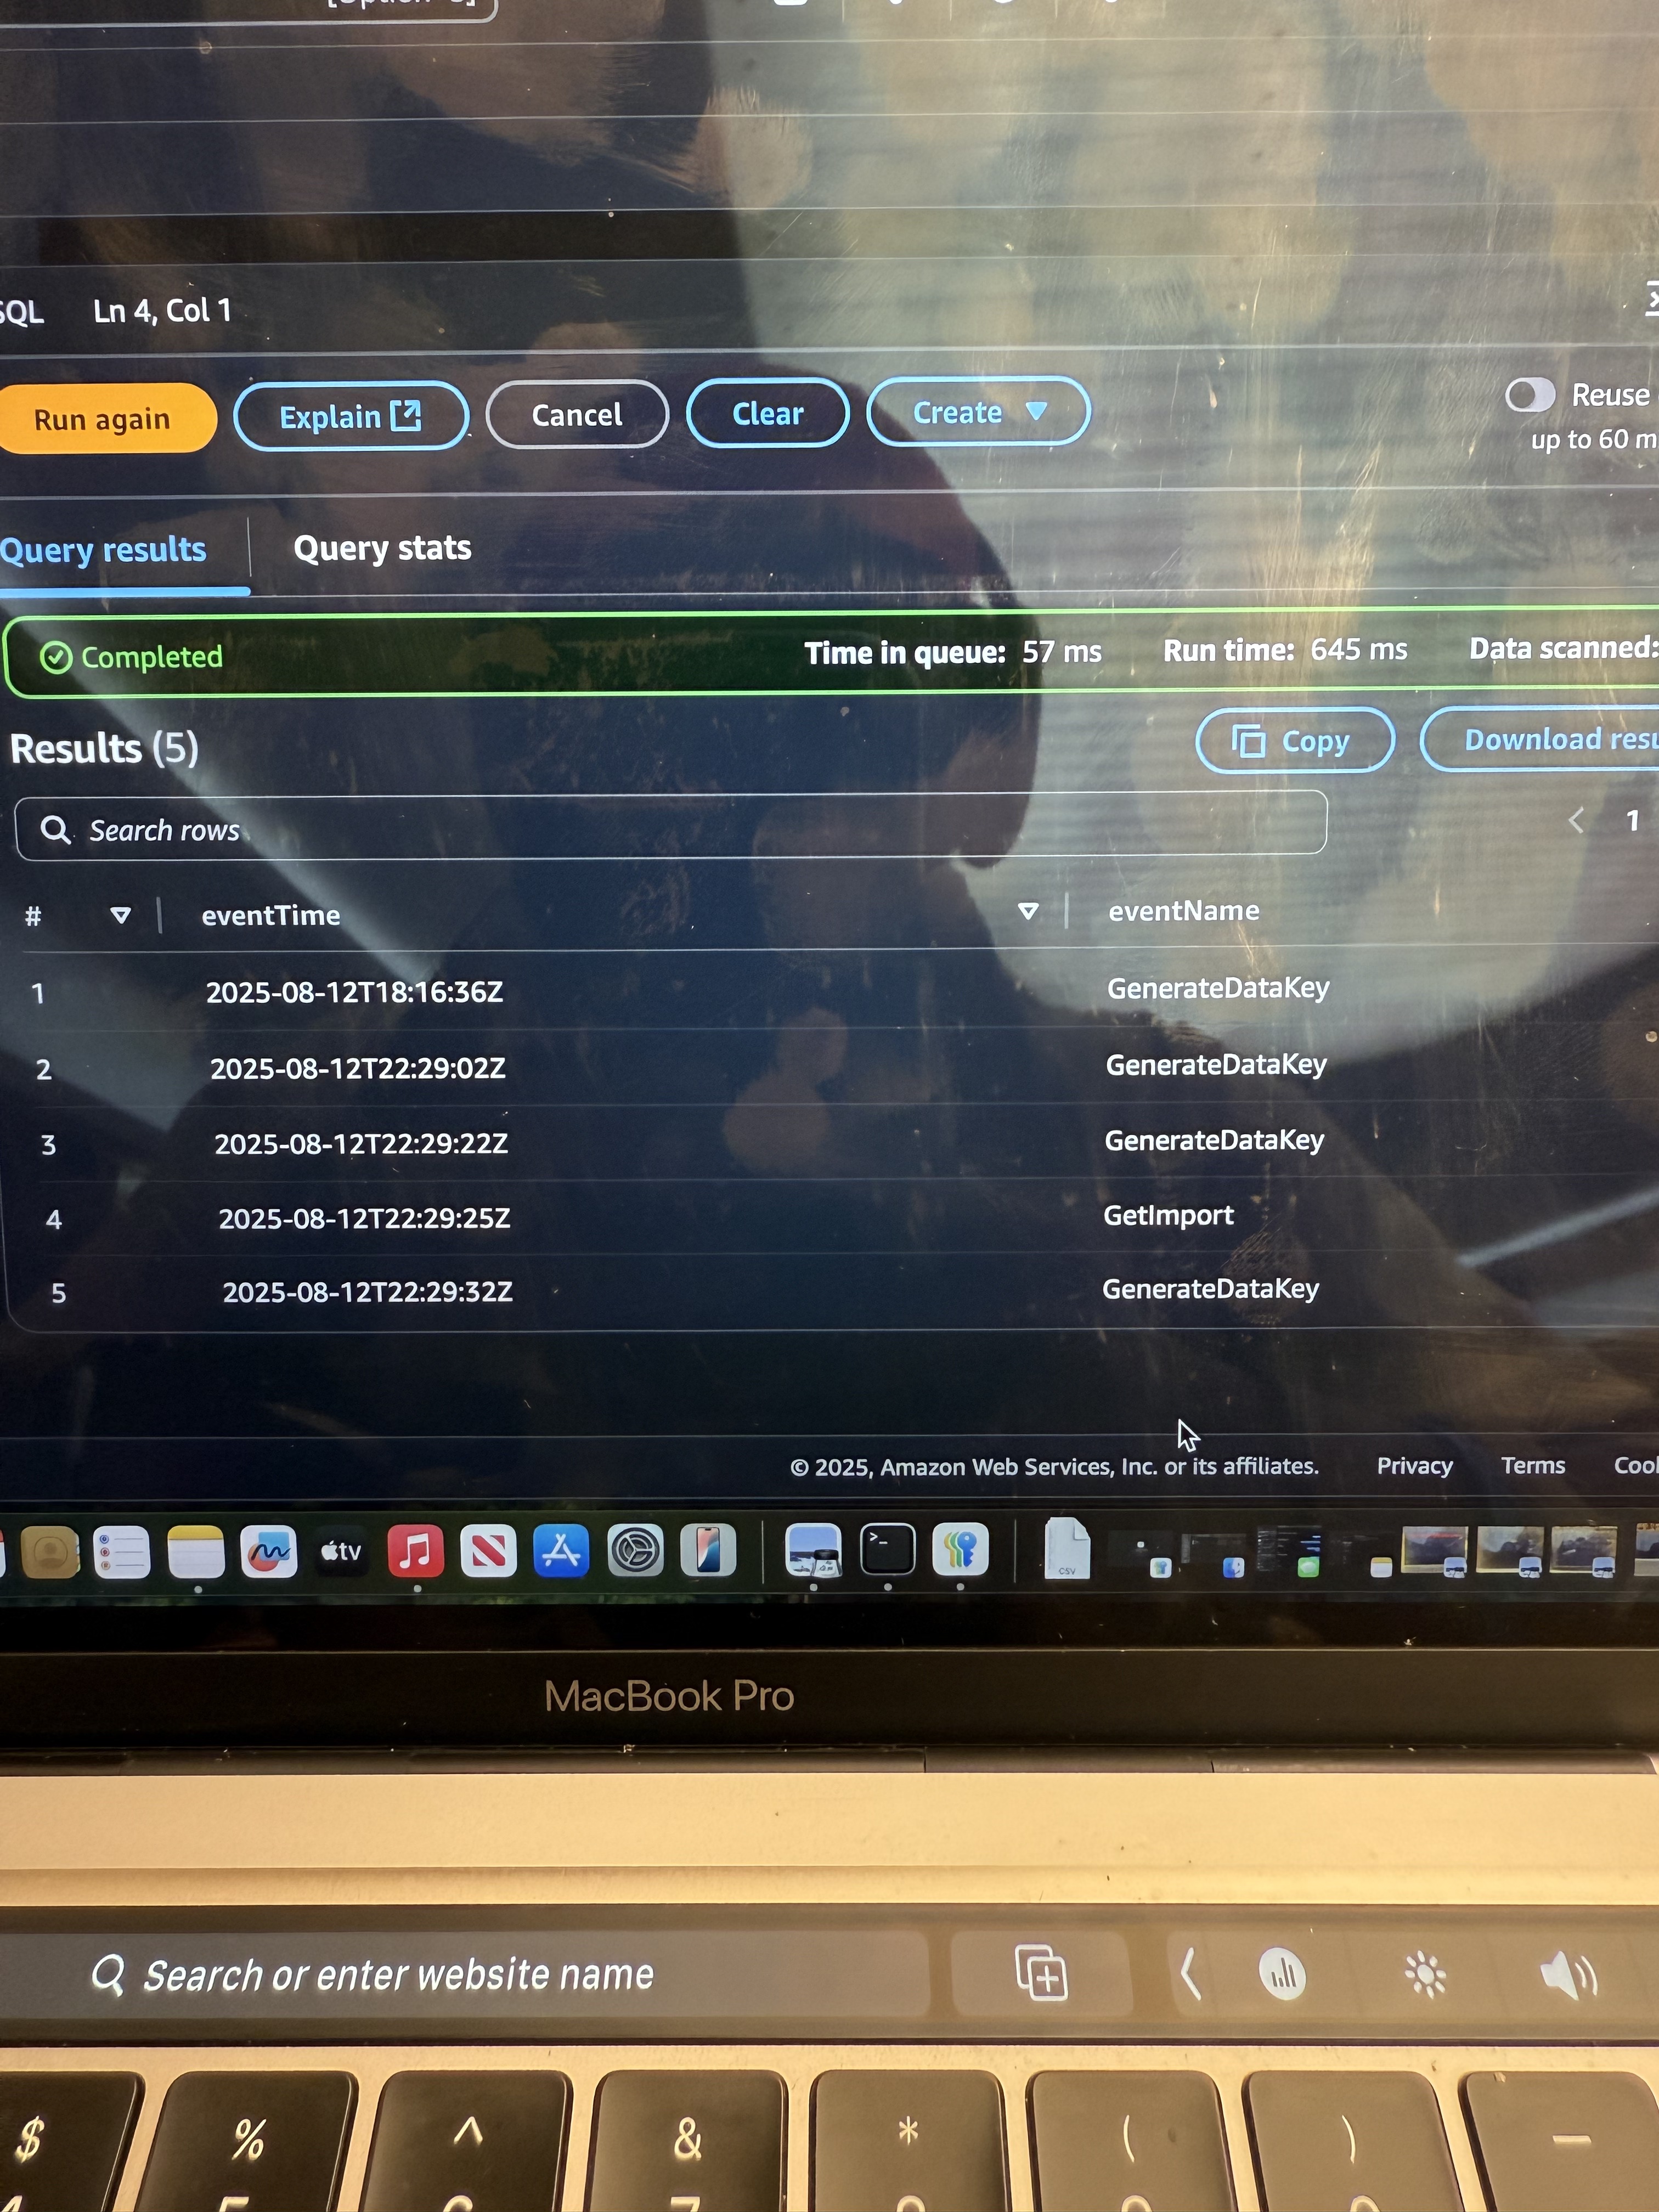 SQL Ln 4, Col 1
Run again Explain Cancel Clear Create Reuse
up to 60 m
Query results Query stats
Completed Time in queue: 57 ms Run time: 645 ms Data scanned:
Results (5) Copy Download resu
Search rows 1
# eventTime eventName
1 2025-08-12T18:16:36Z GenerateDataKey
2 2025-08-12T22:29:02Z GenerateDataKey
3 2025-08-12T22:29:22Z GenerateDataKey
4 2025-08-12T22:29:25Z GetImport
5 2025-08-12T22:29:32Z GenerateDataKey
© 2025, Amazon Web Services, Inc. or its affiliates. Privacy Terms Cook
tv >_ CSV
MacBook Pro
Search or enter website name
$ % ^ & * ( ) —